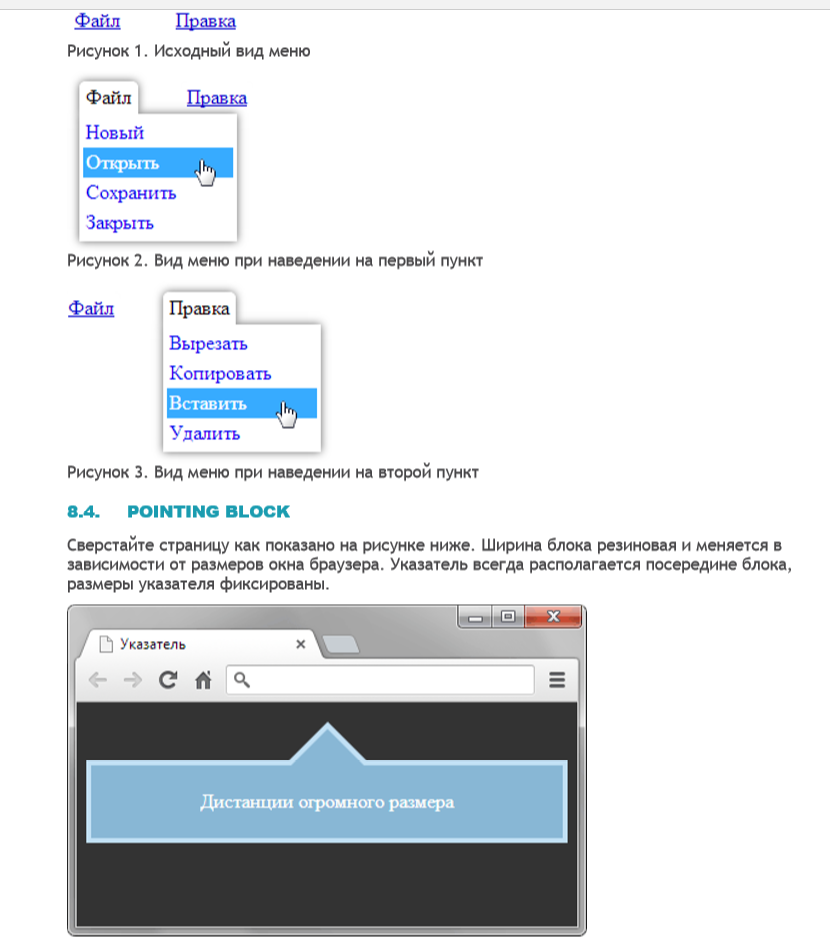 Файл Правка
Рисунок 1. Исходный вид меню
Файл Правка
Новый
Открыть
Сохранить
Закрыть
Рисунок 2. Вид меню при наведении на первый пункт
Файл Правка
Вырезать
Копировать
Вставить
Удалить
Рисунок 3. Вид меню при наведении на второй пункт
8.4. POINTING BLOCK
Сверстайте страницу как показано на рисунке ниже. Ширина блока резиновая и меняется в
зависимости от размеров окна браузера. Указатель всегда располагается посередине блока,
размеры указателя фиксированы.
Указатель
Дистанции огромного размера